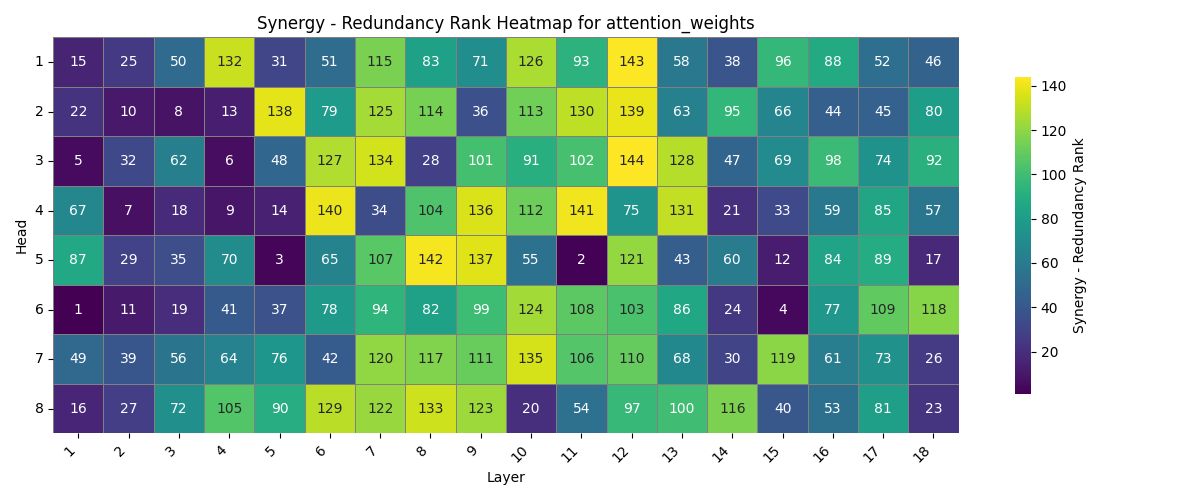 Synergy - Redundancy Rank Heatmap for attention_weights
Head
1 15 25 50 132 31 51 115 83 71 126 93 143 58 38 96 88 52 46
2 22 10 8 13 138 79 125 114 36 113 130 139 63 95 66 44 45 80
3 5 32 62 6 48 127 134 28 101 91 102 144 128 47 69 98 74 92
4 67 7 18 9 14 140 34 104 136 112 141 75 131 21 33 59 85 57
5 87 29 35 70 3 65 107 142 137 55 2 121 43 60 12 84 89 17
6 1 11 19 41 37 78 94 82 99 124 108 103 86 24 4 77 109 118
7 49 39 56 64 76 42 120 117 111 135 106 110 68 30 119 61 73 26
8 16 27 72 105 90 129 122 133 123 20 54 97 100 116 40 53 81 23
1 2 3 4 5 6 7 8 9 10 11 12 13 14 15 16 17 18
Layer
140
120
100
80
60
40
20
Synergy - Redundancy Rank